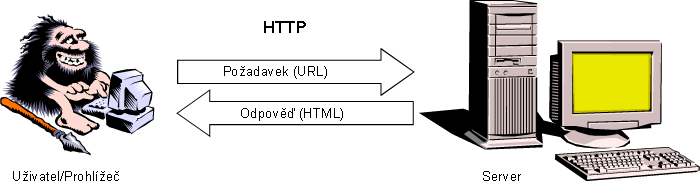 HTTP
Požadavek (URL)
Odpověď (HTML)
Uživatel/Prohlížeč
Server